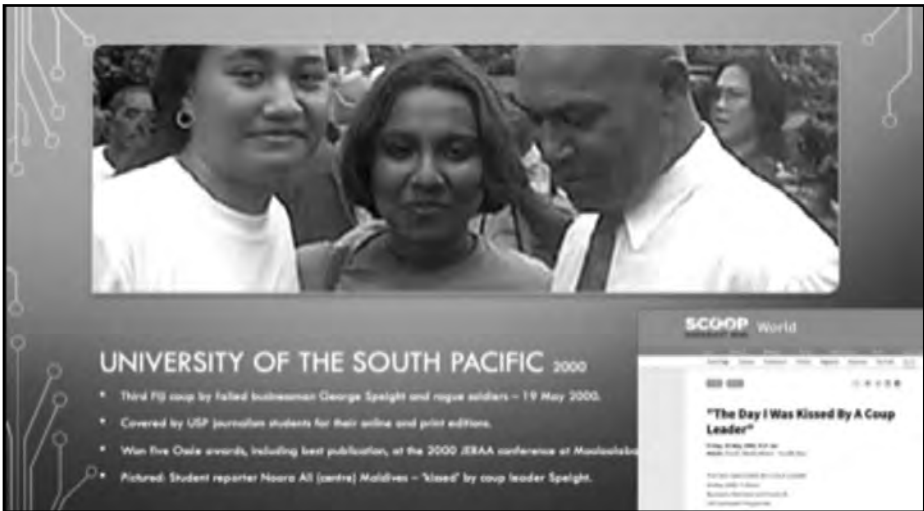 UNIVERSITY OF THE SOUTH PACIFIC 2000
• Third Fiji coup by failed businessman George Speight and rogue soldiers – 19 May 2000.
• Covered by USP journalism students for their online and print editions.
• Won five Ossie awards, including best publication, at the 2000 JERAA conference at Mooloolaba
• Pictured: Student reporter Noora Ali (centre) Maldives – 'kissed' by coup leader Speight.
SCOOP World
"The Day I Was Kissed By A Coup
Leader"